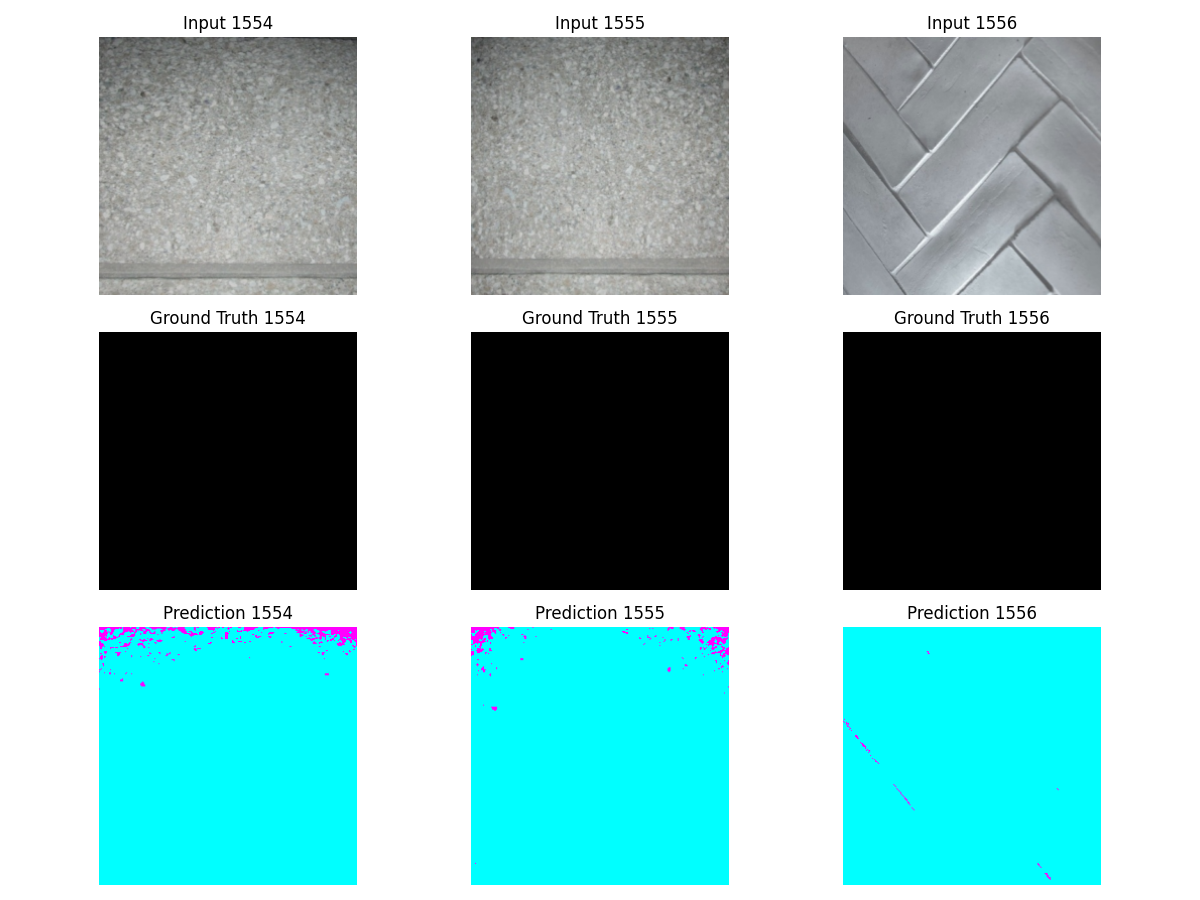 Input 1554
Input 1555
Input 1556
Ground Truth 1554
Ground Truth 1555
Ground Truth 1556
Prediction 1554
Prediction 1555
Prediction 1556